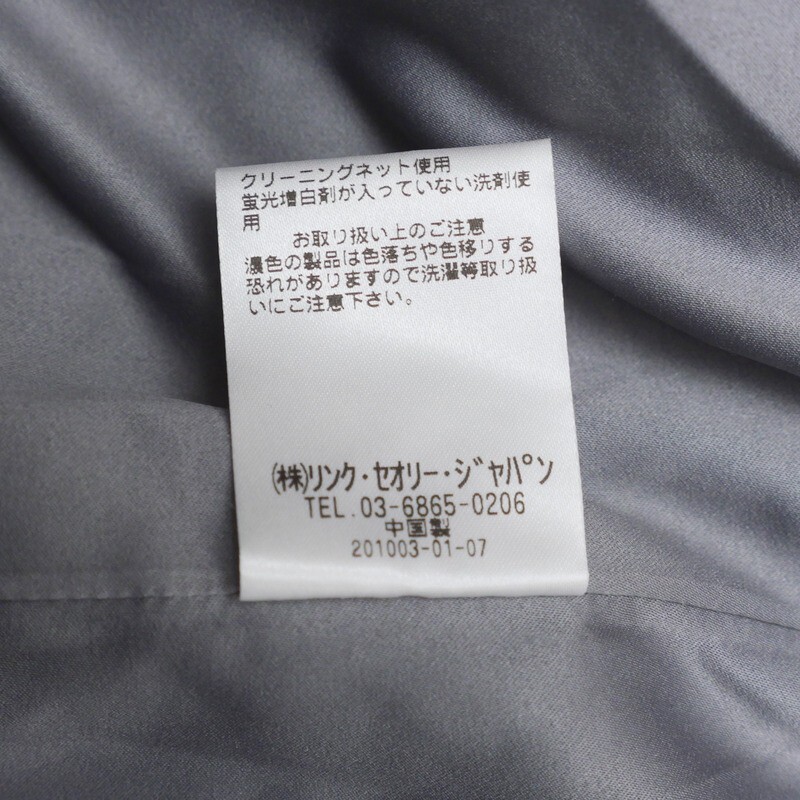 クリーニングネット使用
蛍光増白剤が入っていない洗剤使
用
お取り扱い上のご注意
濃色の製品は色落ちや色移りする
恐れがありますので洗濯等取り扱
いにご注意下さい。
㈱リンク・セオリー・ジャパン
TEL.03-6865-0206
中国製
201003-01-07